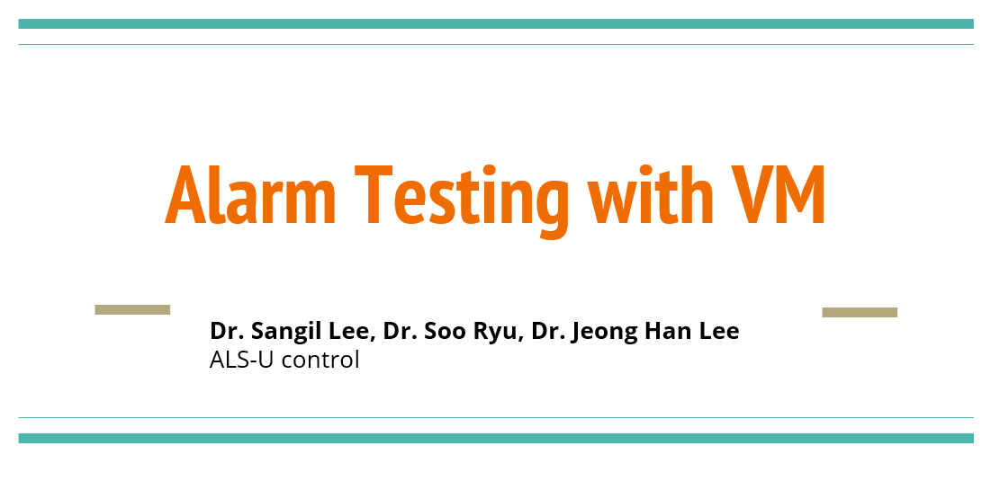 Alarm Testing with VM
Dr. Sangil Lee, Dr. Soo Ryu, Dr. Jeong Han Lee
ALS-U control